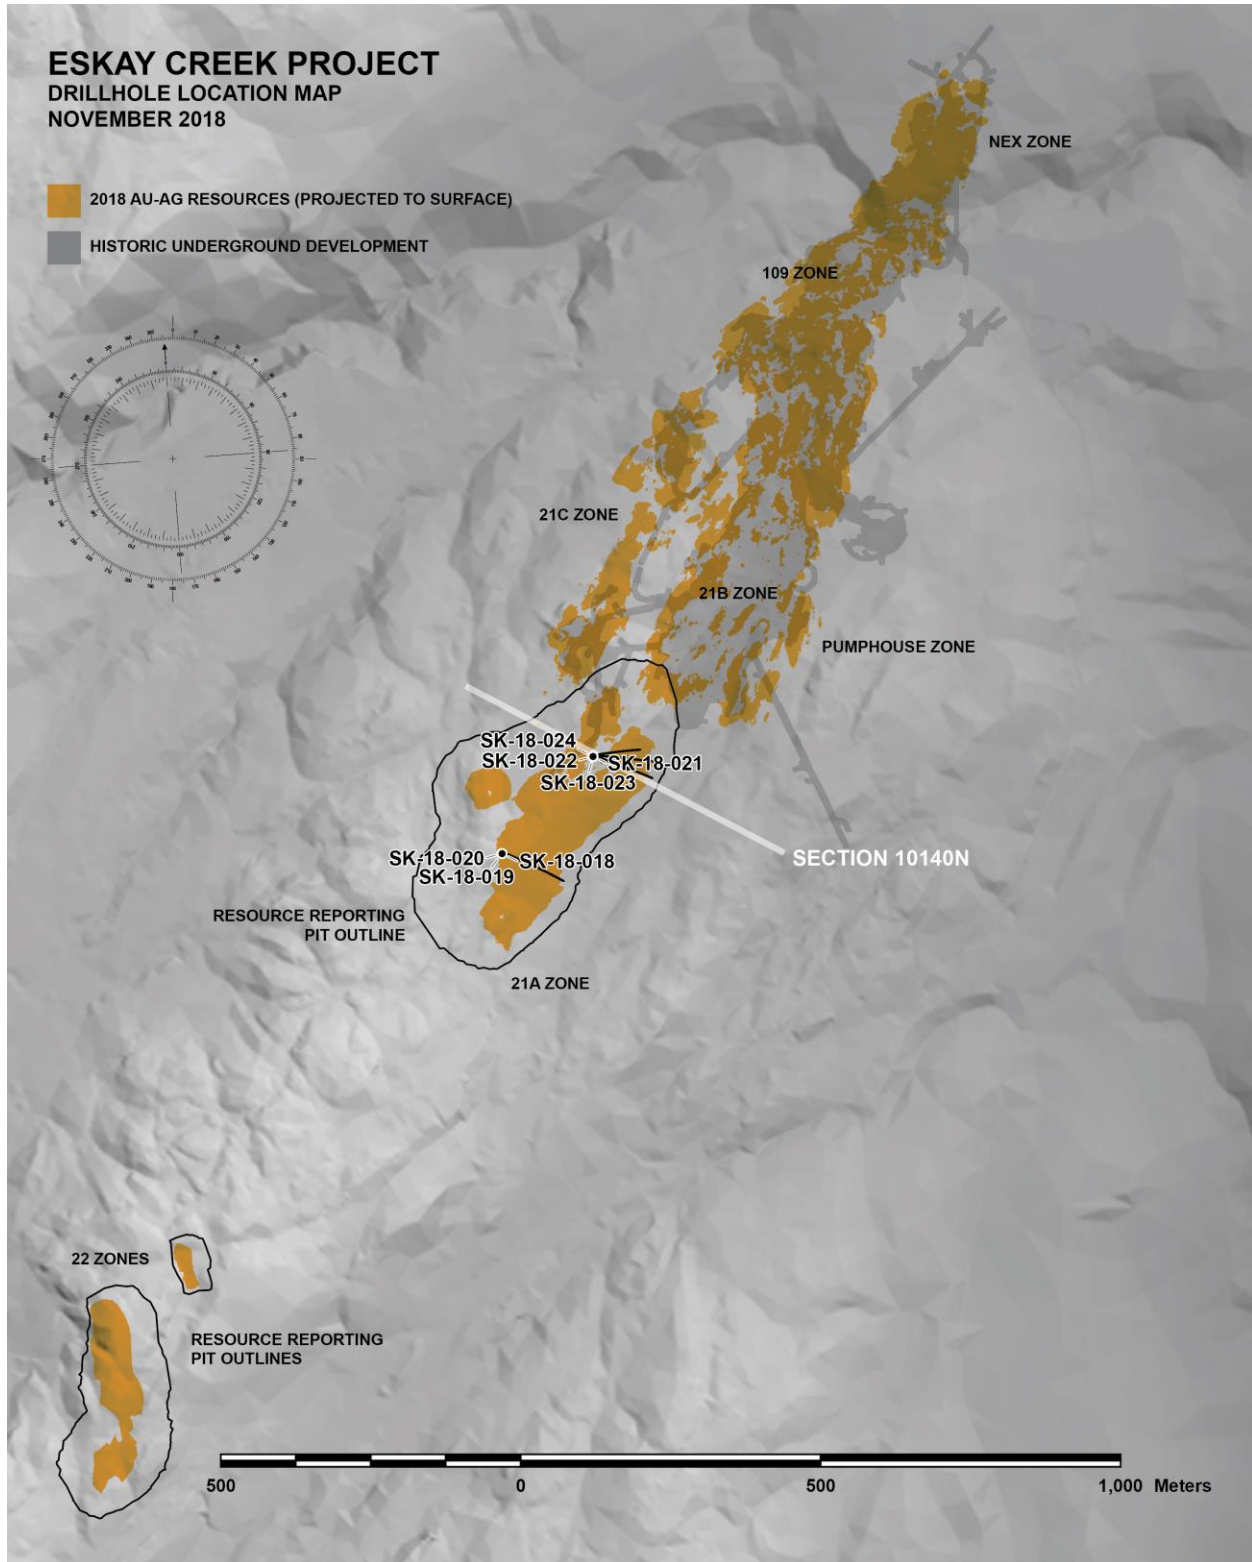 ESKAY CREEK PROJECT
DRILLHOLE LOCATION MAP
NOVEMBER 2018
2018 AU-AG RESOURCES (PROJECTED TO SURFACE)
HISTORIC UNDERGROUND DEVELOPMENT
NEX ZONE
109 ZONE
21C ZONE
21B ZONE
PUMPHOUSE ZONE
SK-18-024
SK-18-022
SK-18-021
SK-18-023
SECTION 10140N
SK-18-020
SK-18-018
SK-18-019
RESOURCE REPORTING
PIT OUTLINE
21A ZONE
22 ZONES
RESOURCE REPORTING
PIT OUTLINES
500 0 500 1,000 Meters